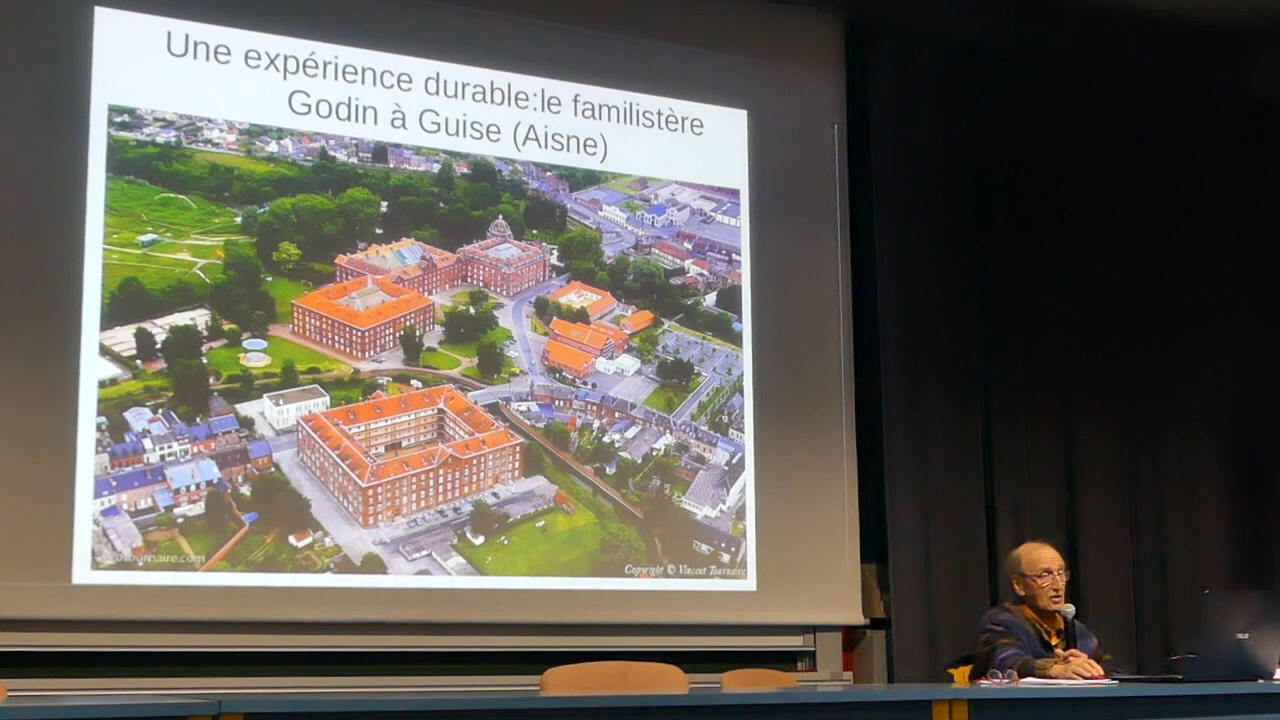 Une expérience durable:le familistère
Godin à Guise (Aisne)
Copyright © Vincent Tournaire